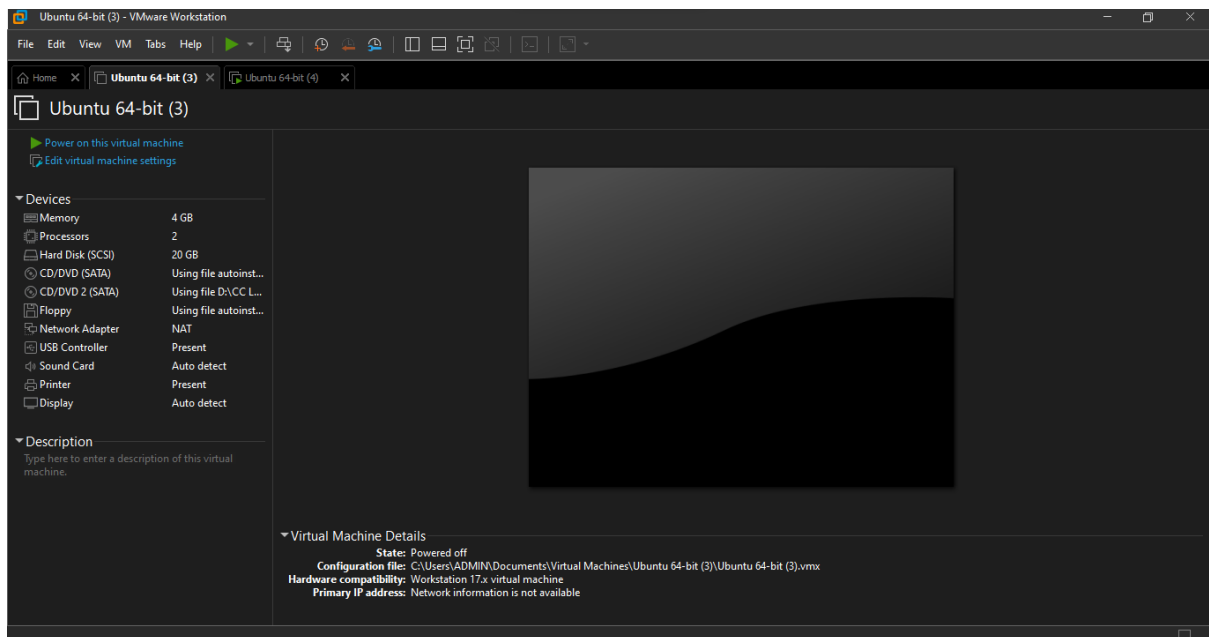 Ubuntu 64-bit (3) - VMware Workstation
File Edit View VM Tabs Help
Home Ubuntu 64-bit (3) Ubuntu 64-bit (4)
Ubuntu 64-bit (3)
Power on this virtual machine
Edit virtual machine settings
Devices
Memory 4 GB
Processors 2
Hard Disk (SCSI) 20 GB
CD/DVD (SATA) Using file autoinst...
CD/DVD 2 (SATA) Using file D:\CC L...
Floppy Using file autoinst...
Network Adapter NAT
USB Controller Present
Sound Card Auto detect
Printer Present
Display Auto detect
Description
Type here to enter a description of this virtual
machine.
Virtual Machine Details
State: Powered off
Configuration file: C:\Users\ADMIN\Documents\Virtual Machines\Ubuntu 64-bit (3)\Ubuntu 64-bit (3).vmx
Hardware compatibility: Workstation 17.x virtual machine
Primary IP address: Network information is not available